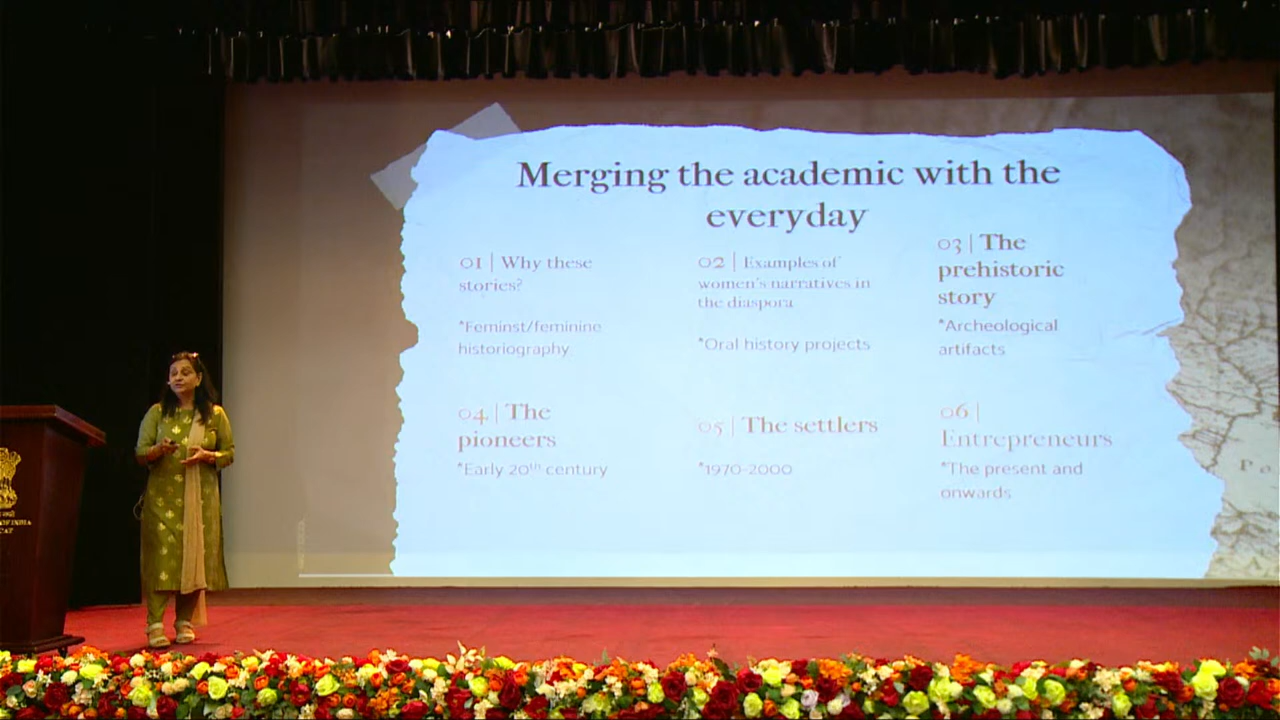 Merging the academic with the
everyday
01 | Why these
stories?
*Feminst/feminine
historiography
02 | Examples of
women's narratives in
the diaspora
*Oral history projects
03 | The
prehistoric
story
*Archeological
artifacts
04 | The
pioneers
*Early 20th century
05 | The settlers
*1970-2000
06 |
Entrepreneurs
*The present and
onwards